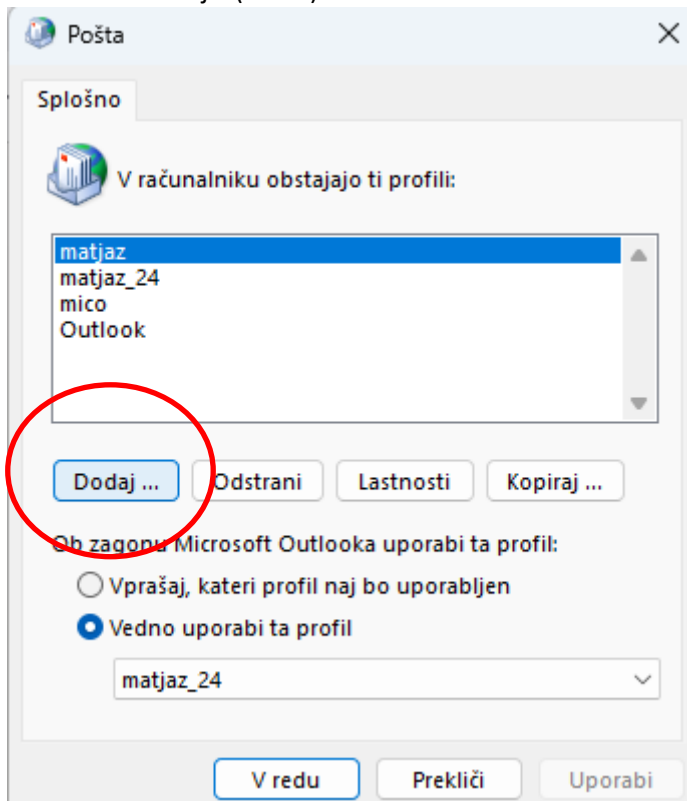 Pošta
Splošno
V računalniku obstajajo ti profili:
matjaz
matjaz_24
mico
Outlook
Dodaj ... Odstrani Lastnosti Kopiraj ...
Ob zagonu Microsoft Outlooka uporabi ta profil:
Vprašaj, kateri profil naj bo uporabljen
Vedno uporabi ta profil
matjaz_24
V redu Prekliči Uporabi